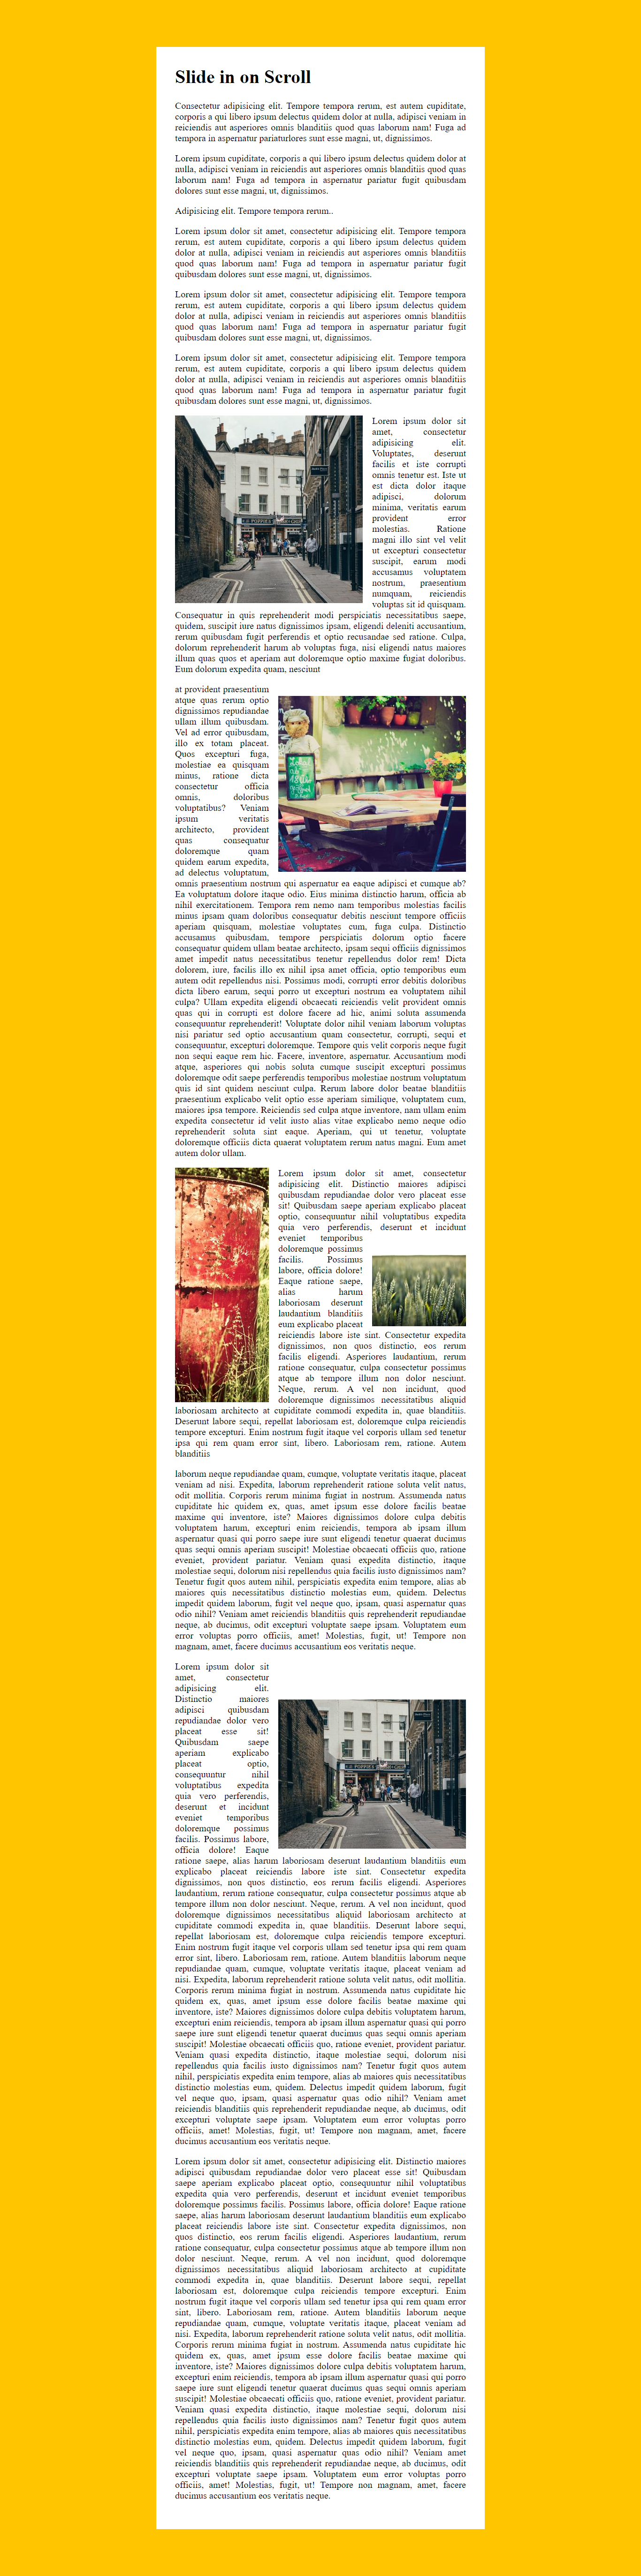 Slide in on Scroll
Consectetur adipisicing elit. Tempore tempora rerum, est autem cupiditate,
corporis a qui libero ipsum delectus quidem dolor at nulla, adipisci veniam in
reiciendis aut asperiores omnis blanditiis quod quas laborum nam! Fuga ad
tempora in aspernatur pariaturlores sunt esse magni, ut, dignissimos.
Lorem ipsum cupiditate, corporis a qui libero ipsum delectus quidem dolor at
nulla, adipisci veniam in reiciendis aut asperiores omnis blanditiis quod quas
laborum nam! Fuga ad tempora in aspernatur pariatur fugit quibusdam
dolores sunt esse magni, ut, dignissimos.
Adipisicing elit. Tempore tempora rerum..
Lorem ipsum dolor sit amet, consectetur adipisicing elit. Tempore tempora
rerum, est autem cupiditate, corporis a qui libero ipsum delectus quidem
dolor at nulla, adipisci veniam in reiciendis aut asperiores omnis blanditiis
quod quas laborum nam! Fuga ad tempora in aspernatur pariatur fugit
quibusdam dolores sunt esse magni, ut, dignissimos.
Lorem ipsum dolor sit amet, consectetur adipisicing elit. Tempore tempora
rerum, est autem cupiditate, corporis a qui libero ipsum delectus quidem
dolor at nulla, adipisci veniam in reiciendis aut asperiores omnis blanditiis
quod quas laborum nam! Fuga ad tempora in aspernatur pariatur fugit
quibusdam dolores sunt esse magni, ut, dignissimos.
Lorem ipsum dolor sit amet, consectetur adipisicing elit. Tempore tempora
rerum, est autem cupiditate, corporis a qui libero ipsum delectus quidem
dolor at nulla, adipisci veniam in reiciendis aut asperiores omnis blanditiis
quod quas laborum nam! Fuga ad tempora in aspernatur pariatur fugit
quibusdam dolores sunt esse magni, ut, dignissimos.
Lorem ipsum dolor sit
amet, consectetur
adipisicing elit.
Voluptates, deserunt
facilis et iste corrupti
omnis tenetur est. Iste ut
est dicta dolor itaque
adipisci, dolorum
minima, veritatis earum
provident error
molestias. Ratione
magni illo sint vel velit
ut excepturi consectetur
suscipit, earum modi
accusamus voluptatem
nostrum, praesentium
numquam, reiciendis
voluptas sit id quisquam.
Consequatur in quis reprehenderit modi perspiciatis necessitatibus saepe,
quidem, suscipit iure natus dignissimos ipsam, eligendi deleniti accusantium,
rerum quibusdam fugit perferendis et optio recusandae sed ratione. Culpa,
dolorum reprehenderit harum ab voluptas fuga, nisi eligendi natus maiores
illum quas quos et aperiam aut doloremque optio maxime fugiat doloribus.
Eum dolorum expedita quam, nesciunt
at provident praesentium
atque quas rerum optio
dignissimos repudiandae
ullam illum quibusdam.
Vel ad error quibusdam,
illo ex totam placeat.
Quos excepturi fuga,
molestiae ea quisquam
minus, ratione dicta
consectetur officia
omnis, doloribus
voluptatibus? Veniam
ipsum veritatis
architecto, provident
quas consequatur
doloremque quam
quidem earum expedita,
ad delectus voluptatum,
omnis praesentium nostrum qui aspernatur ea eaque adipisci et cumque ab?
Ea voluptatum dolore itaque odio. Eius minima distinctio harum, officia ab
nihil exercitationem. Tempora rem nemo nam temporibus molestias facilis
minus ipsam quam doloribus consequatur debitis nesciunt tempore officiis
aperiam quisquam, molestiae voluptates cum, fuga culpa. Distinctio
accusamus quibusdam, tempore perspiciatis dolorum optio facere
consequatur quidem ullam beatae architecto, ipsam sequi officiis dignissimos
amet impedit natus necessitatibus tenetur repellendus dolor rem! Dicta
dolorem, iure, facilis illo ex nihil ipsa amet officia, optio temporibus eum
autem odit repellendus nisi. Possimus modi, corrupti error debitis doloribus
dicta libero earum, sequi porro ut excepturi nostrum ea voluptatem nihil
culpa? Ullam expedita eligendi obcaecati reiciendis velit provident omnis
quas qui in corrupti est dolore facere ad hic, animi soluta assumenda
consequuntur reprehenderit! Voluptate dolor nihil veniam laborum voluptas
nisi pariatur sed optio accusantium quam consectetur, corrupti, sequi et
consequuntur, excepturi doloremque. Tempore quis velit corporis neque fugit
non sequi eaque rem hic. Facere, inventore, aspernatur. Accusantium modi
atque, asperiores qui nobis soluta cumque suscipit excepturi possimus
doloremque odit saepe perferendis temporibus molestiae nostrum voluptatum
quis id sint quidem nesciunt culpa. Rerum labore dolor beatae blanditiis
praesentium explicabo velit optio esse aperiam similique, voluptatem cum,
maiores ipsa tempore. Reiciendis sed culpa atque inventore, nam ullam enim
expedita consectetur id velit iusto alias vitae explicabo nemo neque odio
reprehenderit soluta sint eaque. Aperiam, qui ut tenetur, voluptate
doloremque officiis dicta quaerat voluptatem rerum natus magni. Eum amet
autem dolor ullam.
Lorem ipsum dolor sit amet, consectetur
adipisicing elit. Distinctio maiores adipisci
quibusdam repudiandae dolor vero placeat esse
sit! Quibusdam saepe aperiam explicabo placeat
optio, consequuntur nihil voluptatibus expedita
quia vero perferendis, deserunt et incidunt
eveniet temporibus
doloremque possimus
facilis. Possimus
labore, officia dolore!
Eaque ratione saepe,
alias harum
laboriosam deserunt
laudantium blanditiis
eum explicabo placeat
reiciendis labore iste sint. Consectetur expedita
dignissimos, non quos distinctio, eos rerum
facilis eligendi. Asperiores laudantium, rerum
ratione consequatur, culpa consectetur possimus
atque ab tempore illum non dolor nesciunt.
Neque, rerum. A vel non incidunt, quod
doloremque dignissimos necessitatibus aliquid
laboriosam architecto at cupiditate commodi expedita in, quae blanditiis.
Deserunt labore sequi, repellat laboriosam est, doloremque culpa reiciendis
tempore excepturi. Enim nostrum fugit itaque vel corporis ullam sed tenetur
ipsa qui rem quam error sint, libero. Laboriosam rem, ratione. Autem
blanditiis
laborum neque repudiandae quam, cumque, voluptate veritatis itaque, placeat
veniam ad nisi. Expedita, laborum reprehenderit ratione soluta velit natus,
odit mollitia. Corporis rerum minima fugiat in nostrum. Assumenda natus
cupiditate hic quidem ex, quas, amet ipsum esse dolore facilis beatae
maxime qui inventore, iste? Maiores dignissimos dolore culpa debitis
voluptatem harum, excepturi enim reiciendis, tempora ab ipsam illum
aspernatur quasi qui porro saepe iure sunt eligendi tenetur quaerat ducimus
quas sequi omnis aperiam suscipit! Molestiae obcaecati officiis quo, ratione
eveniet, provident pariatur. Veniam quasi expedita distinctio, itaque
molestiae sequi, dolorum nisi repellendus quia facilis iusto dignissimos nam?
Tenetur fugit quos autem nihil, perspiciatis expedita enim tempore, alias ab
maiores quis necessitatibus distinctio molestias eum, quidem. Delectus
impedit quidem laborum, fugit vel neque quo, ipsam, quasi aspernatur quas
odio nihil? Veniam amet reiciendis blanditiis quis reprehenderit repudiandae
neque, ab ducimus, odit excepturi voluptate saepe ipsam. Voluptatem eum
error voluptas porro officiis, amet! Molestias, fugit, ut! Tempore non
magnam, amet, facere ducimus accusantium eos veritatis neque.
Lorem ipsum dolor sit
amet, consectetur
adipisicing elit.
Distinctio maiores
adipisci quibusdam
repudiandae dolor vero
placeat esse sit!
Quibusdam saepe
aperiam explicabo
placeat optio,
consequuntur nihil
voluptatibus expedita
quia vero perferendis,
deserunt et incidunt
eveniet temporibus
doloremque possimus
facilis. Possimus labore,
officia dolore! Eaque
ratione saepe, alias harum laboriosam deserunt laudantium blanditiis eum
explicabo placeat reiciendis labore iste sint. Consectetur expedita
dignissimos, non quos distinctio, eos rerum facilis eligendi. Asperiores
laudantium, rerum ratione consequatur, culpa consectetur possimus atque ab
tempore illum non dolor nesciunt. Neque, rerum. A vel non incidunt, quod
doloremque dignissimos necessitatibus aliquid laboriosam architecto at
cupiditate commodi expedita in, quae blanditiis. Deserunt labore sequi,
repellat laboriosam est, doloremque culpa reiciendis tempore excepturi.
Enim nostrum fugit itaque vel corporis ullam sed tenetur ipsa qui rem quam
error sint, libero. Laboriosam rem, ratione. Autem blanditiis laborum neque
repudiandae quam, cumque, voluptate veritatis itaque, placeat veniam ad
nisi. Expedita, laborum reprehenderit ratione soluta velit natus, odit mollitia.
Corporis rerum minima fugiat in nostrum. Assumenda natus cupiditate hic
quidem ex, quas, amet ipsum esse dolore facilis beatae maxime qui
inventore, iste? Maiores dignissimos dolore culpa debitis voluptatem harum,
excepturi enim reiciendis, tempora ab ipsam illum aspernatur quasi qui porro
saepe iure sunt eligendi tenetur quaerat ducimus quas sequi omnis aperiam
suscipit! Molestiae obcaecati officiis quo, ratione eveniet, provident pariatur.
Veniam quasi expedita distinctio, itaque molestiae sequi, dolorum nisi
repellendus quia facilis iusto dignissimos nam? Tenetur fugit quos autem
nihil, perspiciatis expedita enim tempore, alias ab maiores quis necessitatibus
distinctio molestias eum, quidem. Delectus impedit quidem laborum, fugit
vel neque quo, ipsam, quasi aspernatur quas odio nihil? Veniam amet
reiciendis blanditiis quis reprehenderit repudiandae neque, ab ducimus, odit
excepturi voluptate saepe ipsam. Voluptatem eum error voluptas porro
officiis, amet! Molestias, fugit, ut! Tempore non magnam, amet, facere
ducimus accusantium eos veritatis neque.
Lorem ipsum dolor sit amet, consectetur adipisicing elit. Distinctio maiores
adipisci quibusdam repudiandae dolor vero placeat esse sit! Quibusdam
saepe aperiam explicabo placeat optio, consequuntur nihil voluptatibus
expedita quia vero perferendis, deserunt et incidunt eveniet temporibus
doloremque possimus facilis. Possimus labore, officia dolore! Eaque ratione
saepe, alias harum laboriosam deserunt laudantium blanditiis eum explicabo
placeat reiciendis labore iste sint. Consectetur expedita dignissimos, non
quos distinctio, eos rerum facilis eligendi. Asperiores laudantium, rerum
ratione consequatur, culpa consectetur possimus atque ab tempore illum non
dolor nesciunt. Neque, rerum. A vel non incidunt, quod doloremque
dignissimos necessitatibus aliquid laboriosam architecto at cupiditate
commodi expedita in, quae blanditiis. Deserunt labore sequi, repellat
laboriosam est, doloremque culpa reiciendis tempore excepturi. Enim
nostrum fugit itaque vel corporis ullam sed tenetur ipsa qui rem quam error
sint, libero. Laboriosam rem, ratione. Autem blanditiis laborum neque
repudiandae quam, cumque, voluptate veritatis itaque, placeat veniam ad
nisi. Expedita, laborum reprehenderit ratione soluta velit natus, odit mollitia.
Corporis rerum minima fugiat in nostrum. Assumenda natus cupiditate hic
quidem ex, quas, amet ipsum esse dolore facilis beatae maxime qui
inventore, iste? Maiores dignissimos dolore culpa debitis voluptatem harum,
excepturi enim reiciendis, tempora ab ipsam illum aspernatur quasi qui porro
saepe iure sunt eligendi tenetur quaerat ducimus quas sequi omnis aperiam
suscipit! Molestiae obcaecati officiis quo, ratione eveniet, provident pariatur.
Veniam quasi expedita distinctio, itaque molestiae sequi, dolorum nisi
repellendus quia facilis iusto dignissimos nam? Tenetur fugit quos autem
nihil, perspiciatis expedita enim tempore, alias ab maiores quis necessitatibus
distinctio molestias eum, quidem. Delectus impedit quidem laborum, fugit
vel neque quo, ipsam, quasi aspernatur quas odio nihil? Veniam amet
reiciendis blanditiis quis reprehenderit repudiandae neque, ab ducimus, odit
excepturi voluptate saepe ipsam. Voluptatem eum error voluptas porro
officiis, amet! Molestias, fugit, ut! Tempore non magnam, amet, facere
ducimus accusantium eos veritatis neque.